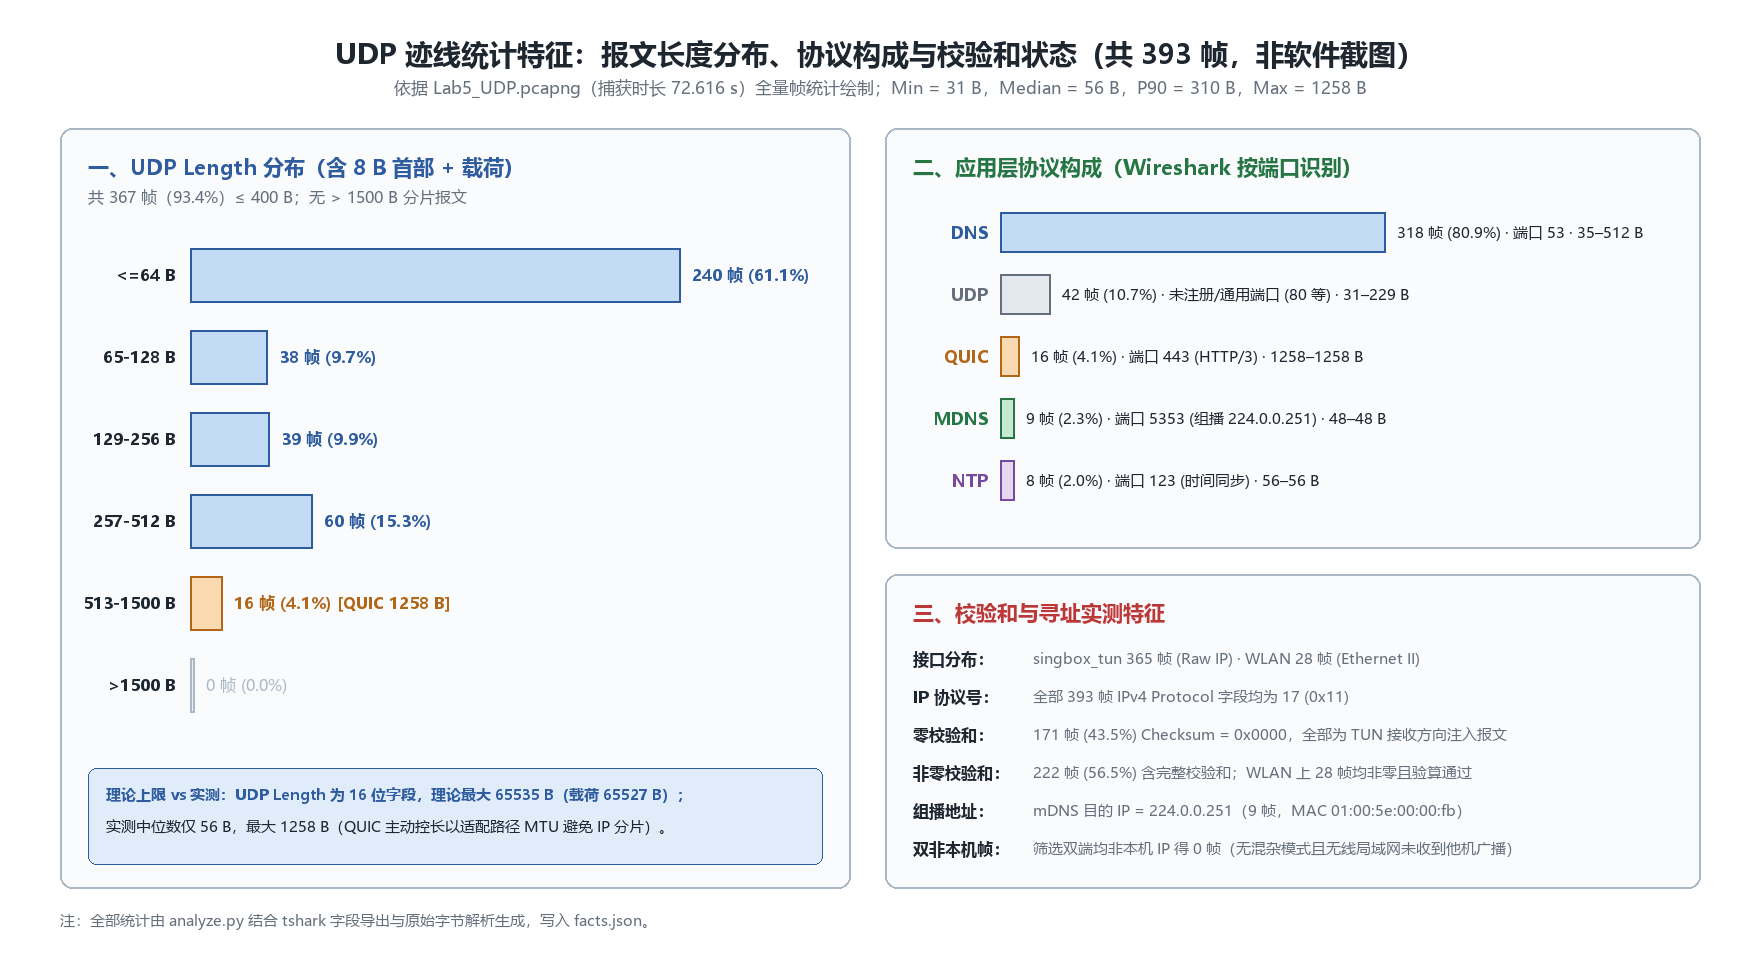 UDP 迹线统计特征：报文长度分布、协议构成与校验和状态（共 393 帧，非软件截图）
依据 Lab5_UDP.pcapng（捕获时长 72.616 s）全量帧统计绘制；Min = 31 B，Median = 56 B，P90 = 310 B，Max = 1258 B
一、UDP Length 分布（含 8 B 首部 + 载荷）
共 367 帧（93.4%）≤ 400 B；无 > 1500 B 分片报文
<=64 B 240 帧 (61.1%)
65-128 B 38 帧 (9.7%)
129-256 B 39 帧 (9.9%)
257-512 B 60 帧 (15.3%)
513-1500 B 16 帧 (4.1%) [QUIC 1258 B]
>1500 B 0 帧 (0.0%)
理论上限 vs 实测：UDP Length 为 16 位字段，理论最大 65535 B（载荷 65527 B）；
实测中位数仅 56 B，最大 1258 B（QUIC 主动控长以适配路径 MTU 避免 IP 分片）。
二、应用层协议构成（Wireshark 按端口识别）
DNS 318 帧 (80.9%) · 端口 53 · 35–512 B
UDP 42 帧 (10.7%) · 未注册/通用端口 (80 等) · 31–229 B
QUIC 16 帧 (4.1%) · 端口 443 (HTTP/3) · 1258–1258 B
MDNS 9 帧 (2.3%) · 端口 5353 (组播 224.0.0.251) · 48–48 B
NTP 8 帧 (2.0%) · 端口 123 (时间同步) · 56–56 B
三、校验和与寻址实测特征
接口分布： singbox_tun 365 帧 (Raw IP) · WLAN 28 帧 (Ethernet II)
IP 协议号： 全部 393 帧 IPv4 Protocol 字段均为 17 (0x11)
零校验和： 171 帧 (43.5%) Checksum = 0x0000，全部为 TUN 接收方向注入报文
非零校验和： 222 帧 (56.5%) 含完整校验和；WLAN 上 28 帧均非零且验算通过
组播地址： mDNS 目的 IP = 224.0.0.251（9 帧，MAC 01:00:5e:00:00:fb）
双非本机帧： 筛选双端均非本机 IP 得 0 帧（无混杂模式且无线局域网未收到他机广播）
注：全部统计由 analyze.py 结合 tshark 字段导出与原始字节解析生成，写入 facts.json。